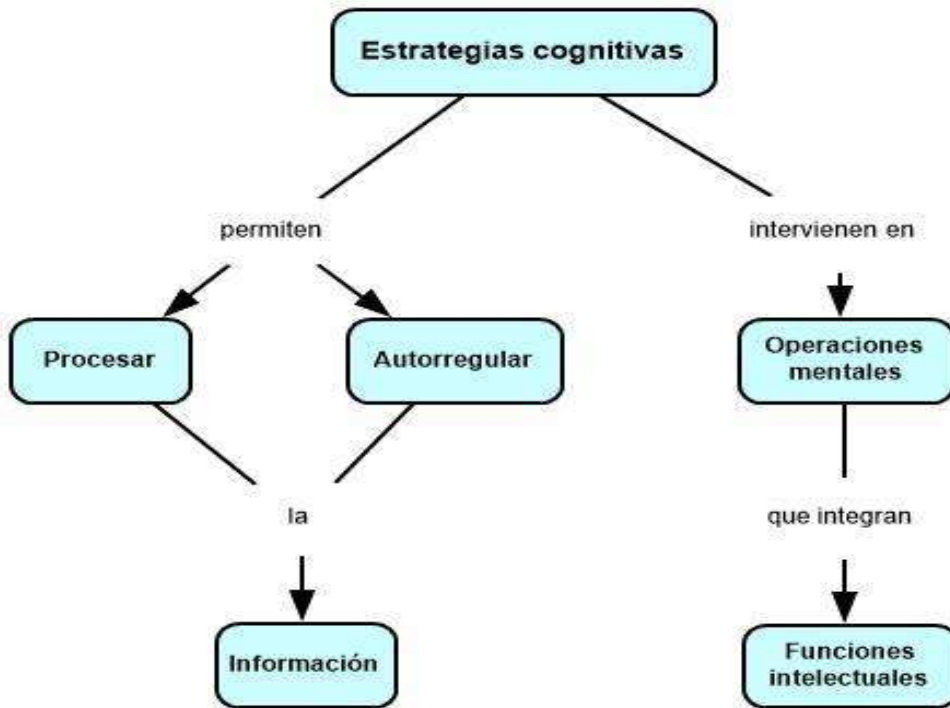 Estrategias cognitivas
permiten
intervienen en
Procesar
Autorregular
Operaciones
mentales
la
que integran
Información
Funciones
intelectuales